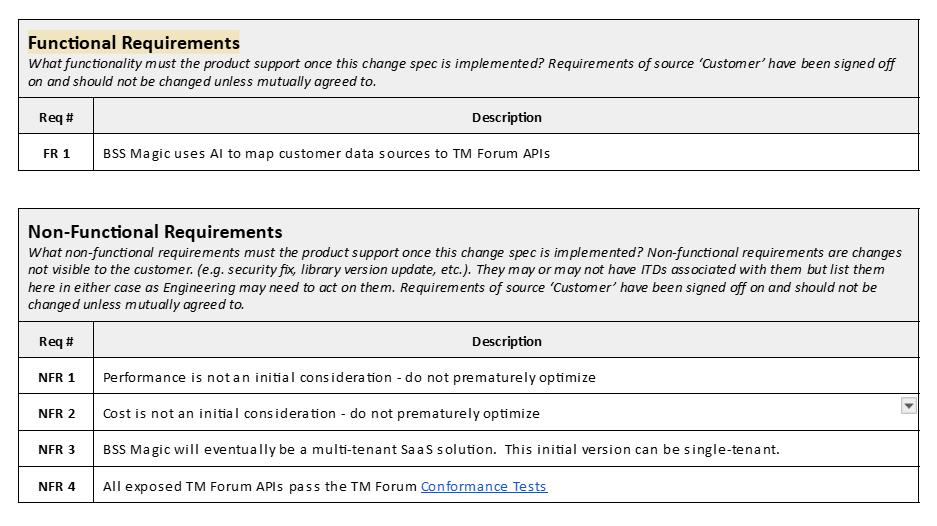 Functional Requirements
What functionality must the product support once this change spec is implemented? Requirements of source ‘Customer’ have been signed off
on and should not be changed unless mutually agreed to.
Req # Description
FR 1 BSS Magic uses AI to map customer data sources to TM Forum APIs
Non-Functional Requirements
What non-functional requirements must the product support once this change spec is implemented? Non-functional requirements are changes
not visible to the customer. (e.g. security fix, library version update, etc.). They may or may not have ITDs associated with them but list them
here in either case as Engineering may need to act on them. Requirements of source ‘Customer’ have been signed off on and should not be
changed unless mutually agreed to.
Req # Description
NFR 1 Performance is not an initial consideration - do not prematurely optimize
NFR 2 Cost is not an initial consideration - do not prematurely optimize
NFR 3 BSS Magic will eventually be a multi-tenant SaaS solution. This initial version can be single-tenant.
NFR 4 All exposed TM Forum APIs pass the TM Forum Conformance Tests